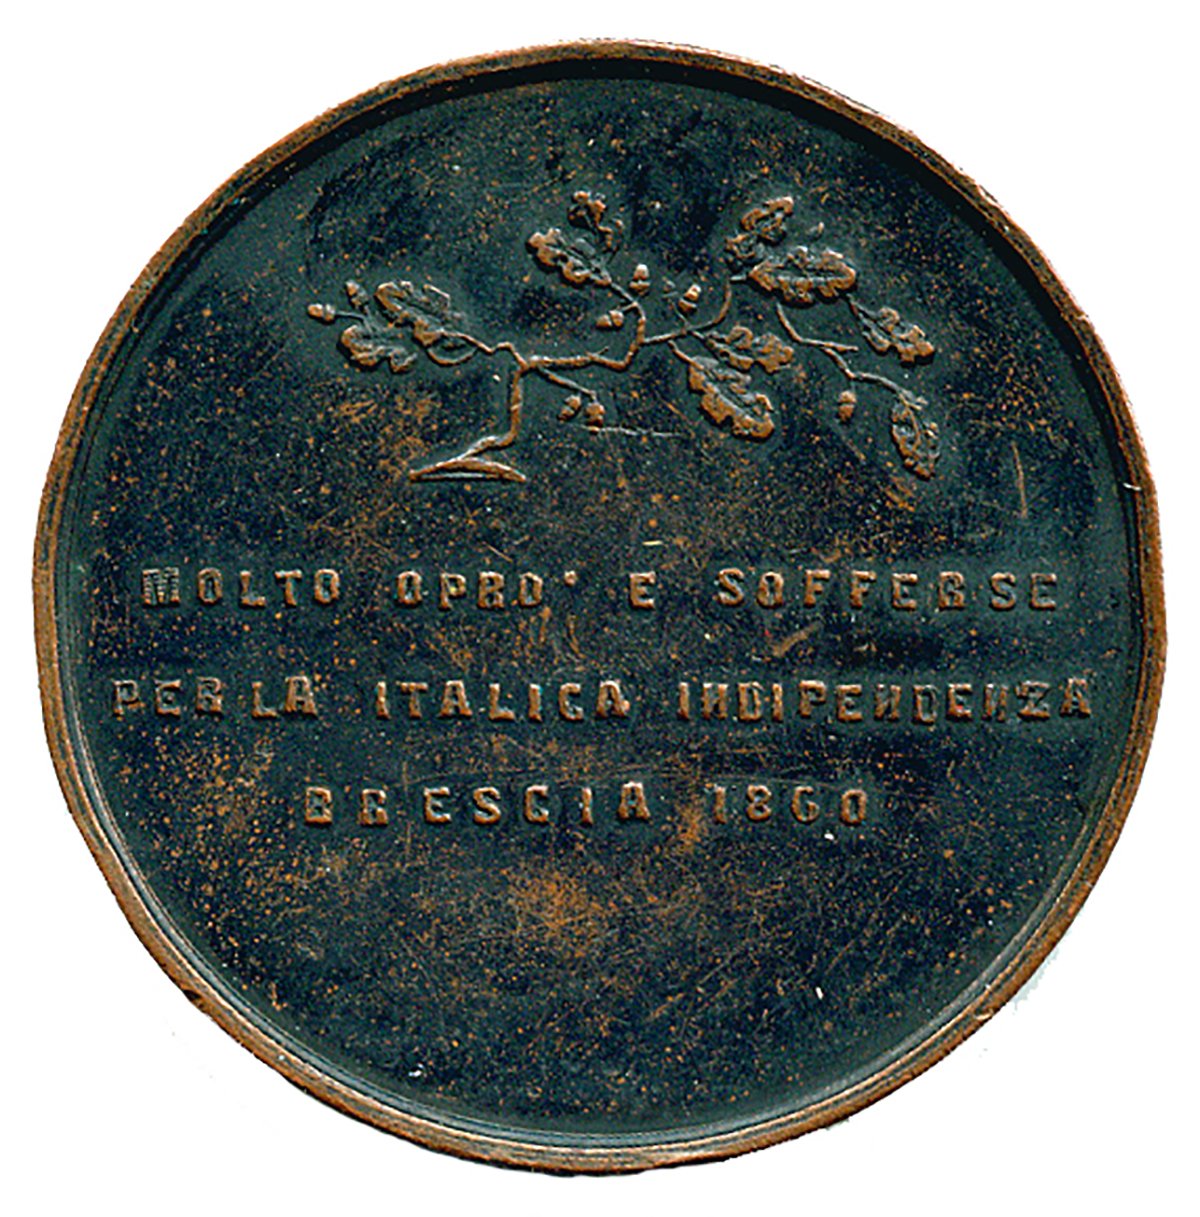 MOLTO OPRO' E SOFFERSE
PER LA ITALICA INDIPENDENZA
BRESCIA 1860